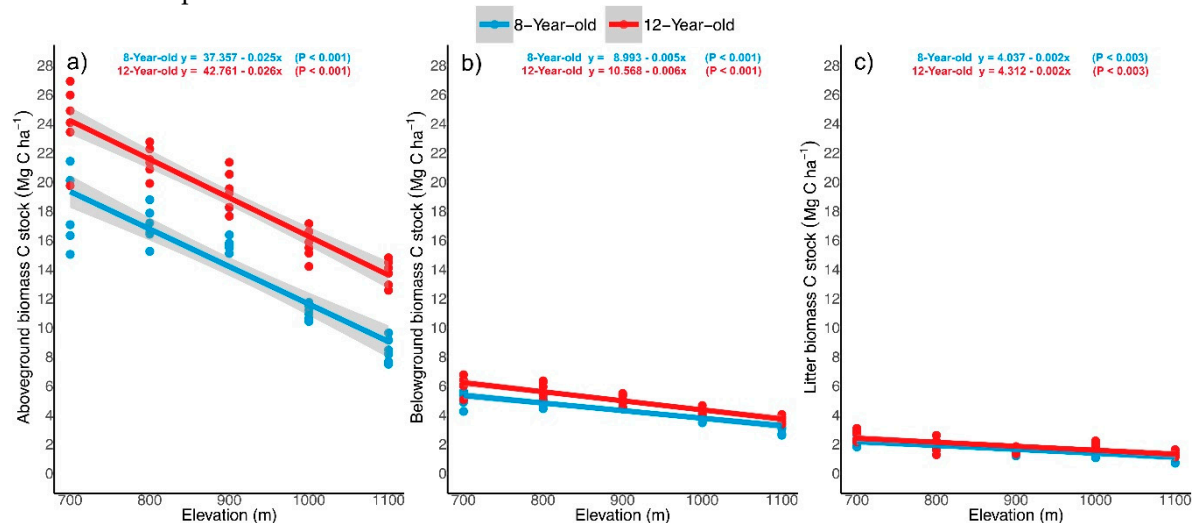 8-Year-old 12-Year-old
a)
8-Year-old y = 37.357 - 0.025x (P < 0.001)
12-Year-old y = 42.761 - 0.026x (P < 0.001)
Aboveground biomass C stock (Mg C ha⁻¹)
28
26
24
22
20
18
16
14
12
10
8
6
4
2
0
700 800 900 1000 1100
Elevation (m)
b)
8-Year-old y = 8.993 - 0.005x (P < 0.001)
12-Year-old y = 10.568 - 0.006x (P < 0.001)
Belowground biomass C stock (Mg C ha⁻¹)
28
26
24
22
20
18
16
14
12
10
8
6
4
2
0
700 800 900 1000 1100
Elevation (m)
c)
8-Year-old y = 4.037 - 0.002x (P < 0.003)
12-Year-old y = 4.312 - 0.002x (P < 0.003)
Litter biomass C stock (Mg C ha⁻¹)
28
26
24
22
20
18
16
14
12
10
8
6
4
2
0
700 800 900 1000 1100
Elevation (m)